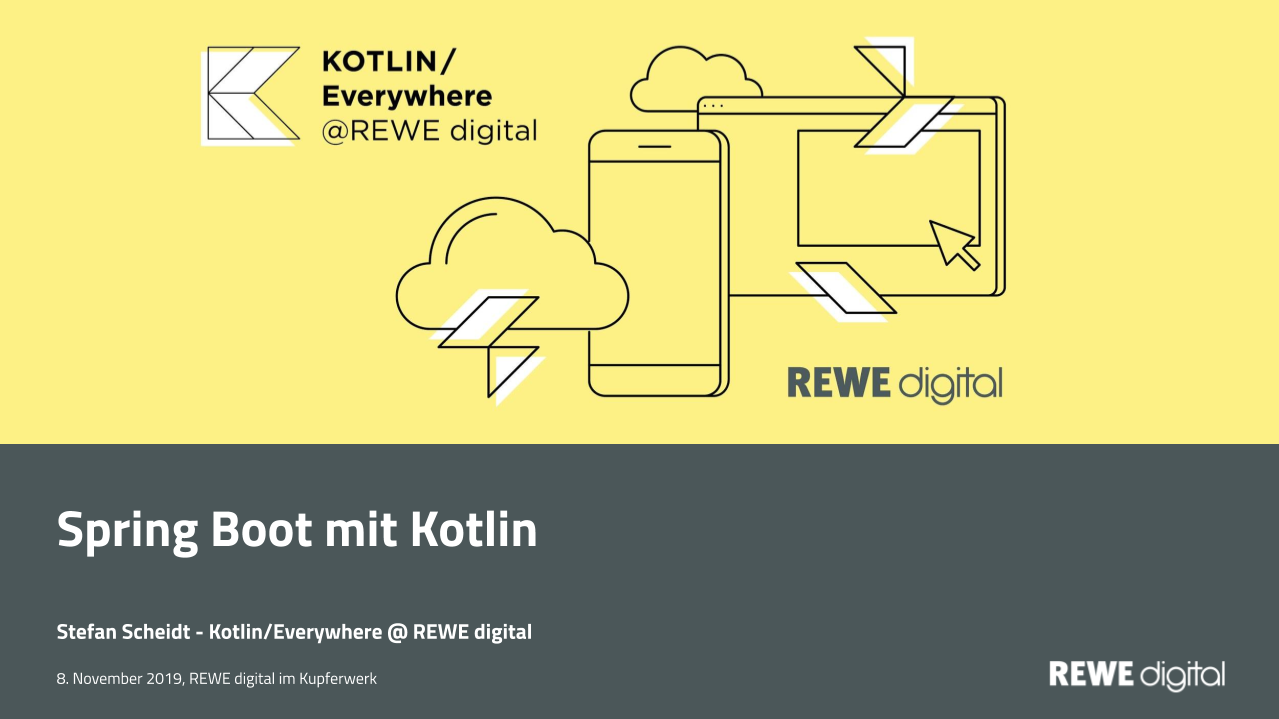 KOTLIN/
Everywhere
@REWE digital
REWE digital
Spring Boot mit Kotlin
Stefan Scheidt - Kotlin/Everywhere @ REWE digital
8. November 2019, REWE digital im Kupferwerk
REWE digital